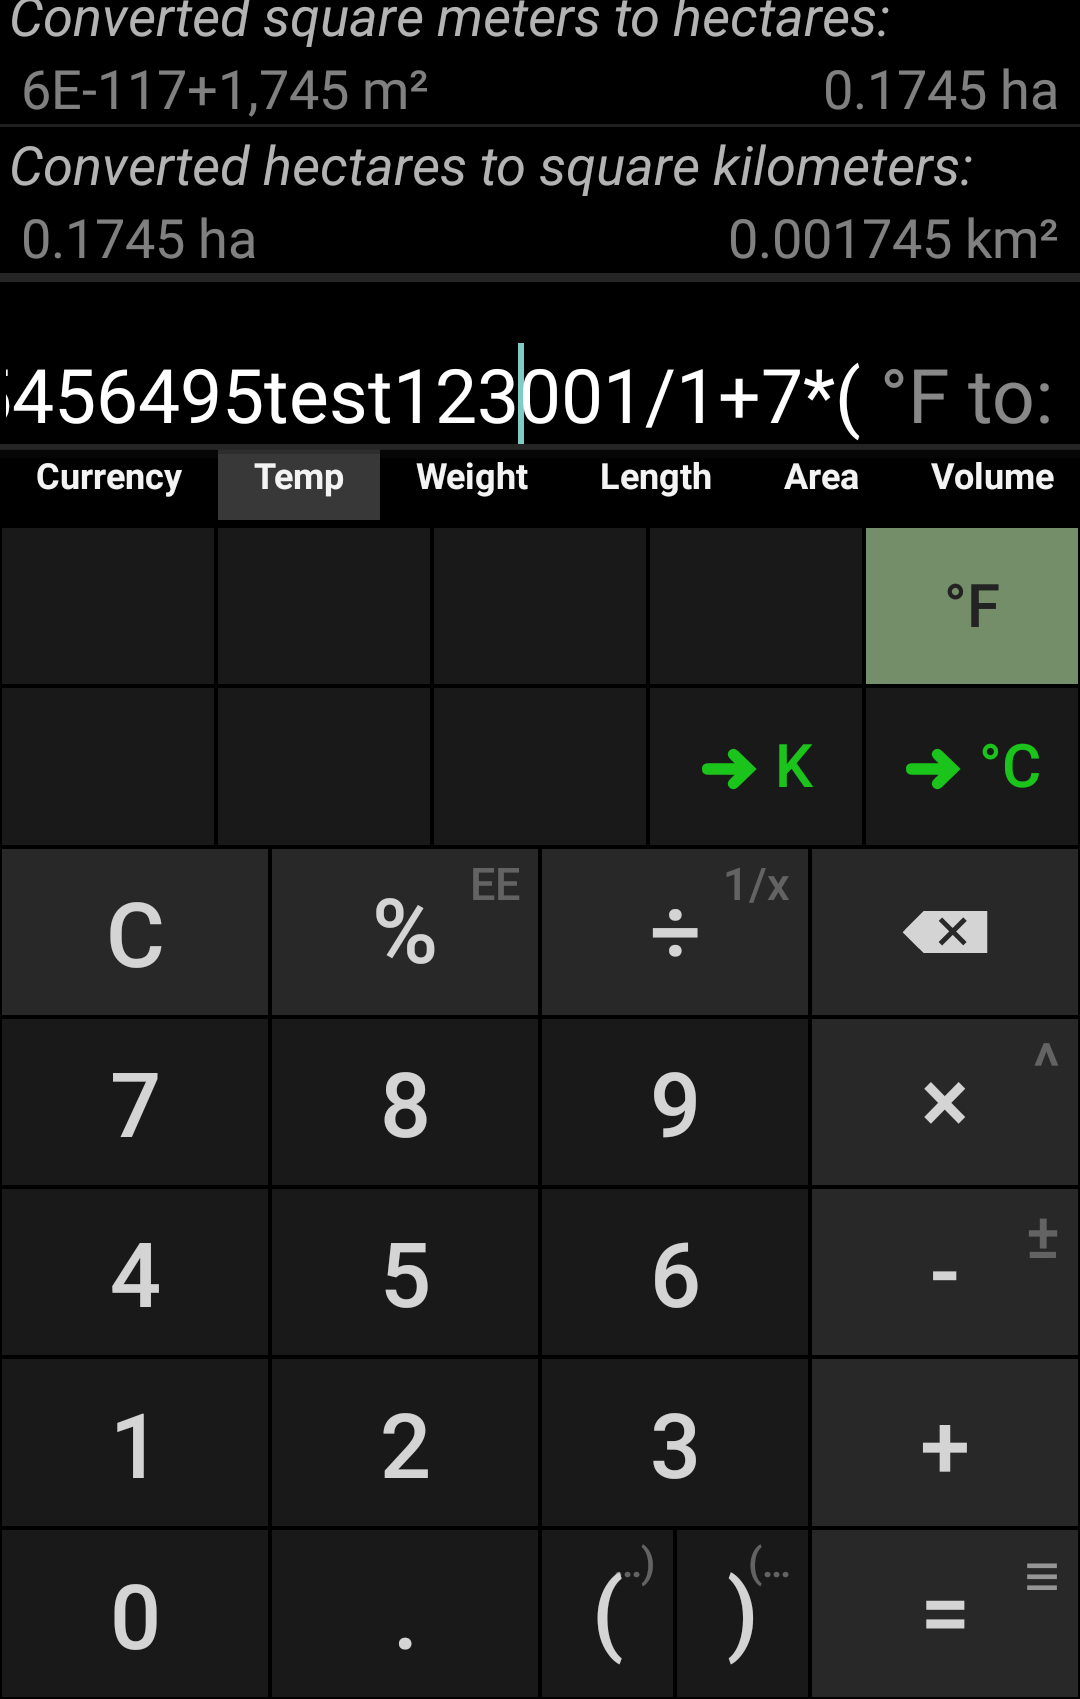 Converted square meters to hectares:
6E-117+1,745 m² 0.1745 ha
Converted hectares to square kilometers:
0.1745 ha 0.001745 km²
5456495test123001/1+7*( °F to:
Currency Temp Weight Length Area Volume
°F
→ K → °C
C % EE ÷ 1/x
7 8 9 × ^
4 5 6 - ±
1 2 3 +
0 . ( ..) ) (... = ≡